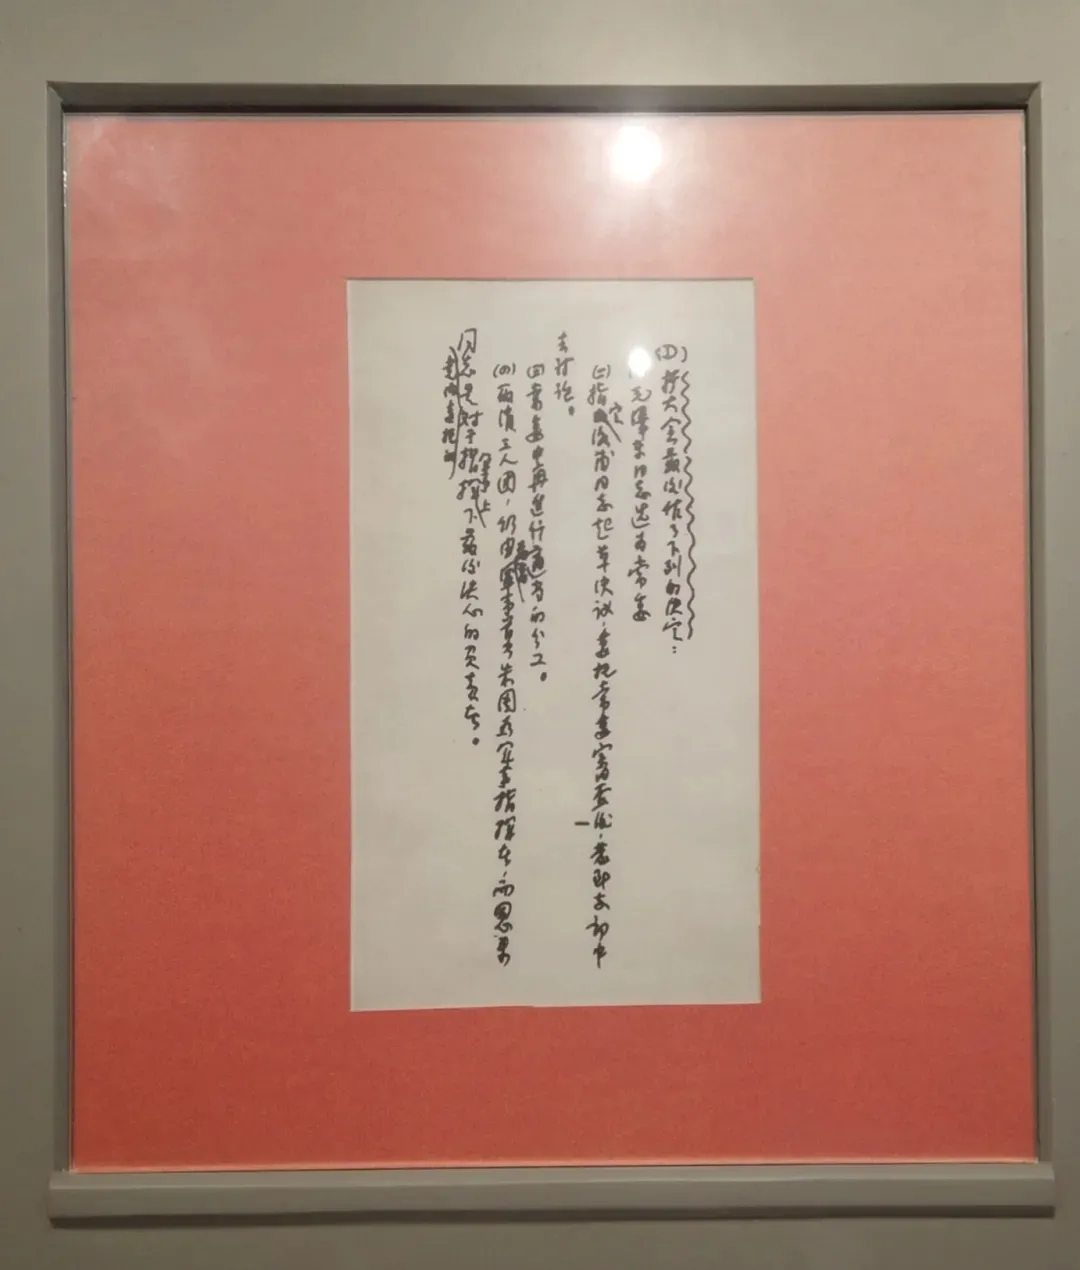 (D)扩大会最后作了下列的决定：
毛泽东同志选为常委
(二)指定洛甫同志起草决议，委托常委审查后，发到支部中
去讨论。
(三)常委中再进行适当的分工。
(四)取消三人团，仍由最高军事首长朱周为军事指挥者，而恩来
同志是党内委托的对于指挥军事上下最后决心的负责者。